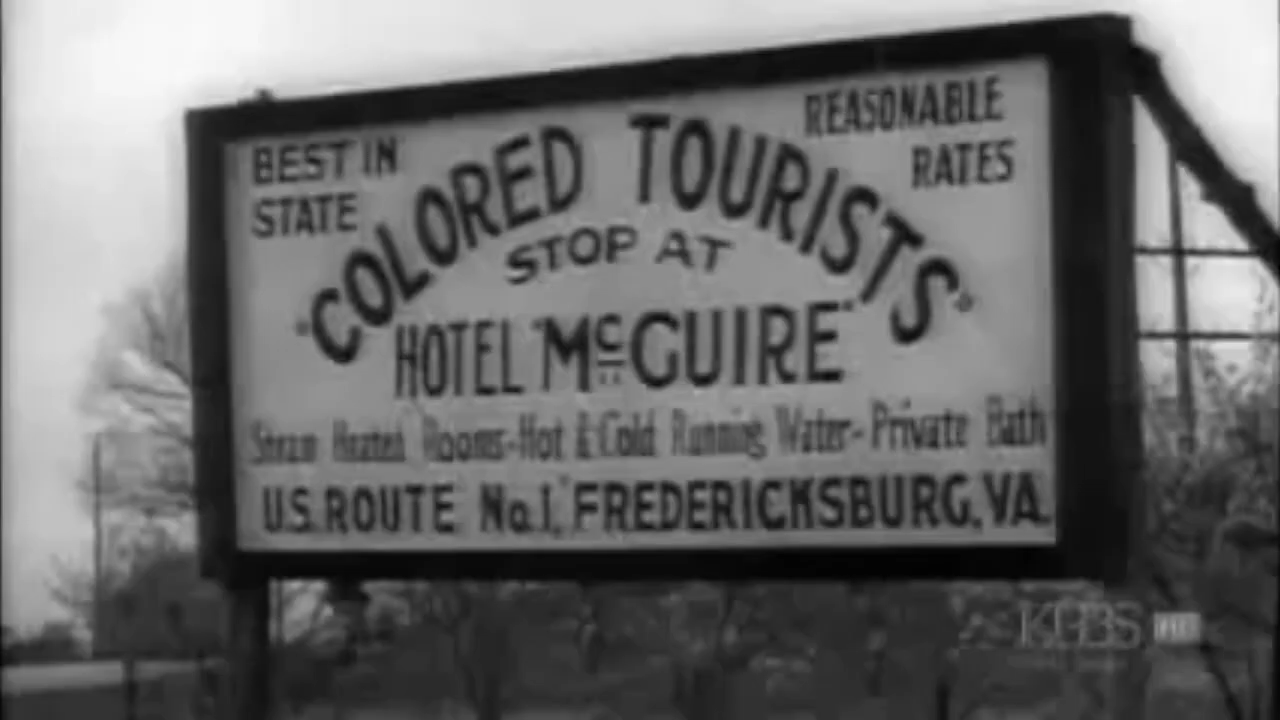 BEST IN
STATE
REASONABLE
RATES
"COLORED TOURISTS"
STOP AT
HOTEL "McGUIRE"
Steam Heated Rooms-Hot & Cold Running Water-Private Bath
U.S. ROUTE No.1, FREDERICKSBURG, VA.